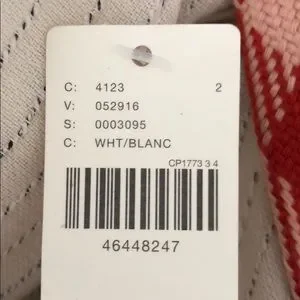 C: 4123 2
V: 052916
S: 0003095
C: WHT/BLANC
CP1773 3 4
46448247